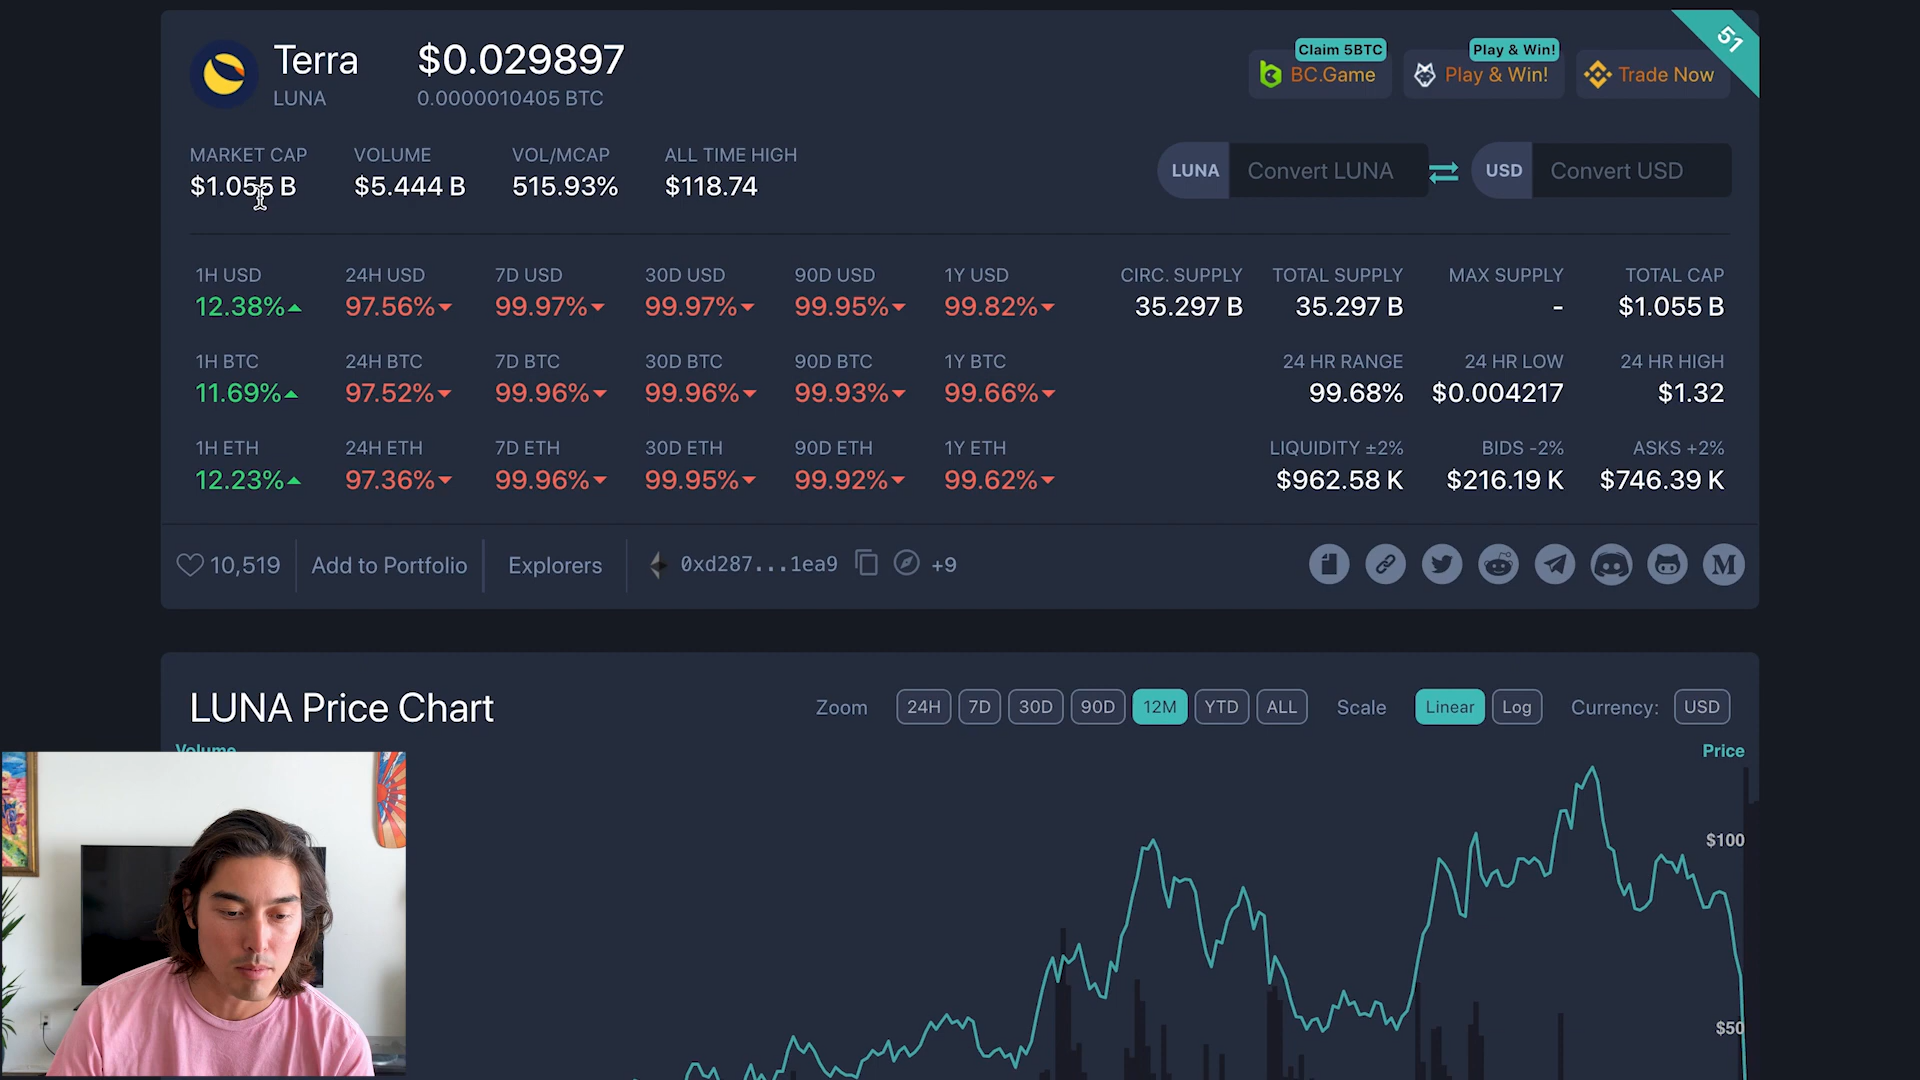 51
Terra
$0.029897
Claim 5BTC
Play & Win!
BC.Game
Play & Win!
Trade Now
LUNA
0.0000010405 BTC
MARKET CAP
VOLUME
VOL/MCAP
ALL TIME HIGH
$1.055 B
$5.444 B
515.93%
$118.74
LUNA
Convert LUNA
USD
Convert USD
1H USD
24H USD
7D USD
30D USD
90D USD
1Y USD
CIRC. SUPPLY
TOTAL SUPPLY
MAX SUPPLY
TOTAL CAP
12.38%
97.56%
99.97%
99.97%
99.95%
99.82%
35.297 B
35.297 B
-
$1.055 B
1H BTC
24H BTC
7D BTC
30D BTC
90D BTC
1Y BTC
24 HR RANGE
24 HR LOW
24 HR HIGH
11.69%
97.52%
99.96%
99.96%
99.93%
99.66%
99.68%
$0.004217
$1.32
1H ETH
24H ETH
7D ETH
30D ETH
90D ETH
1Y ETH
LIQUIDITY ±2%
BIDS -2%
ASKS +2%
12.23%
97.36%
99.96%
99.95%
99.92%
99.62%
$962.58 K
$216.19 K
$746.39 K
10,519
Add to Portfolio
Explorers
0xd287...1ea9
+9
LUNA Price Chart
Zoom
24H
7D
30D
90D
12M
YTD
ALL
Scale
Linear
Log
Currency:
USD
Volume
Price
$100
$50